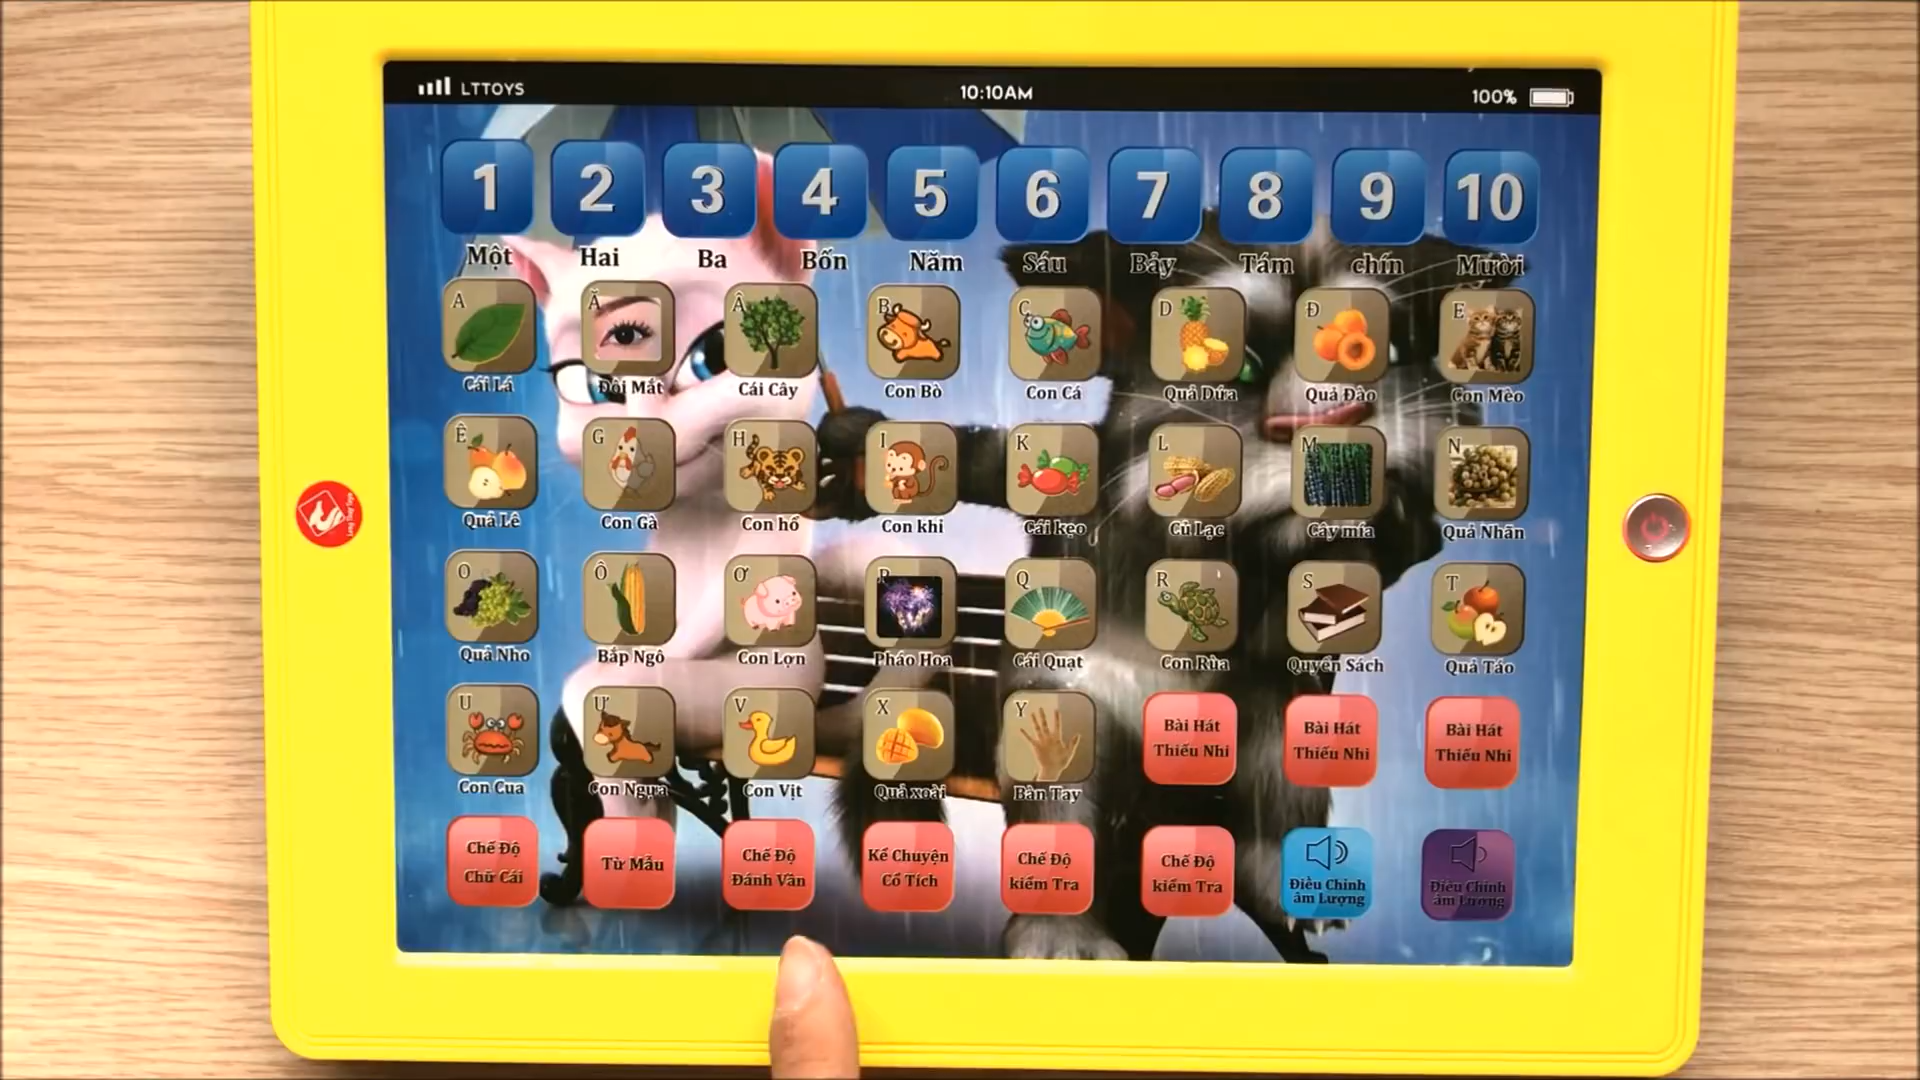 LTTOYS 10:10AM 100%
1 2 3 4 5 6 7 8 9 10
Một Hai Ba Bốn Năm Sáu Bảy Tám chín Mười
A Ă Â B C D Đ E
Cái Lá Đôi Mắt Cái Cây Con Bò Con Cá Quả Dứa Quả Đào Con Mèo
Ê G H I K L M N
Quả Lê Con Gà Con hổ Con khỉ Cái kẹo Củ Lạc Cây mía Quả Nhãn
O Ô Ơ P Q R S T
Quả Nho Bắp Ngô Con Lợn Pháo Hoa Cái Quạt Con Rùa Quyển Sách Quả Táo
U Ư V X Y
Bài Hát Bài Hát Bài Hát
Thiếu Nhi Thiếu Nhi Thiếu Nhi
Con Cua Con Ngựa Con Vịt Quả xoài Bàn Tay
Chế Độ Từ Mẫu Chế Độ Kể Chuyện Chế Độ Chế Độ
Chữ Cái Đánh Vần Cổ Tích kiểm Tra kiểm Tra
Điều Chỉnh Điều Chỉnh
âm Lượng âm Lượng